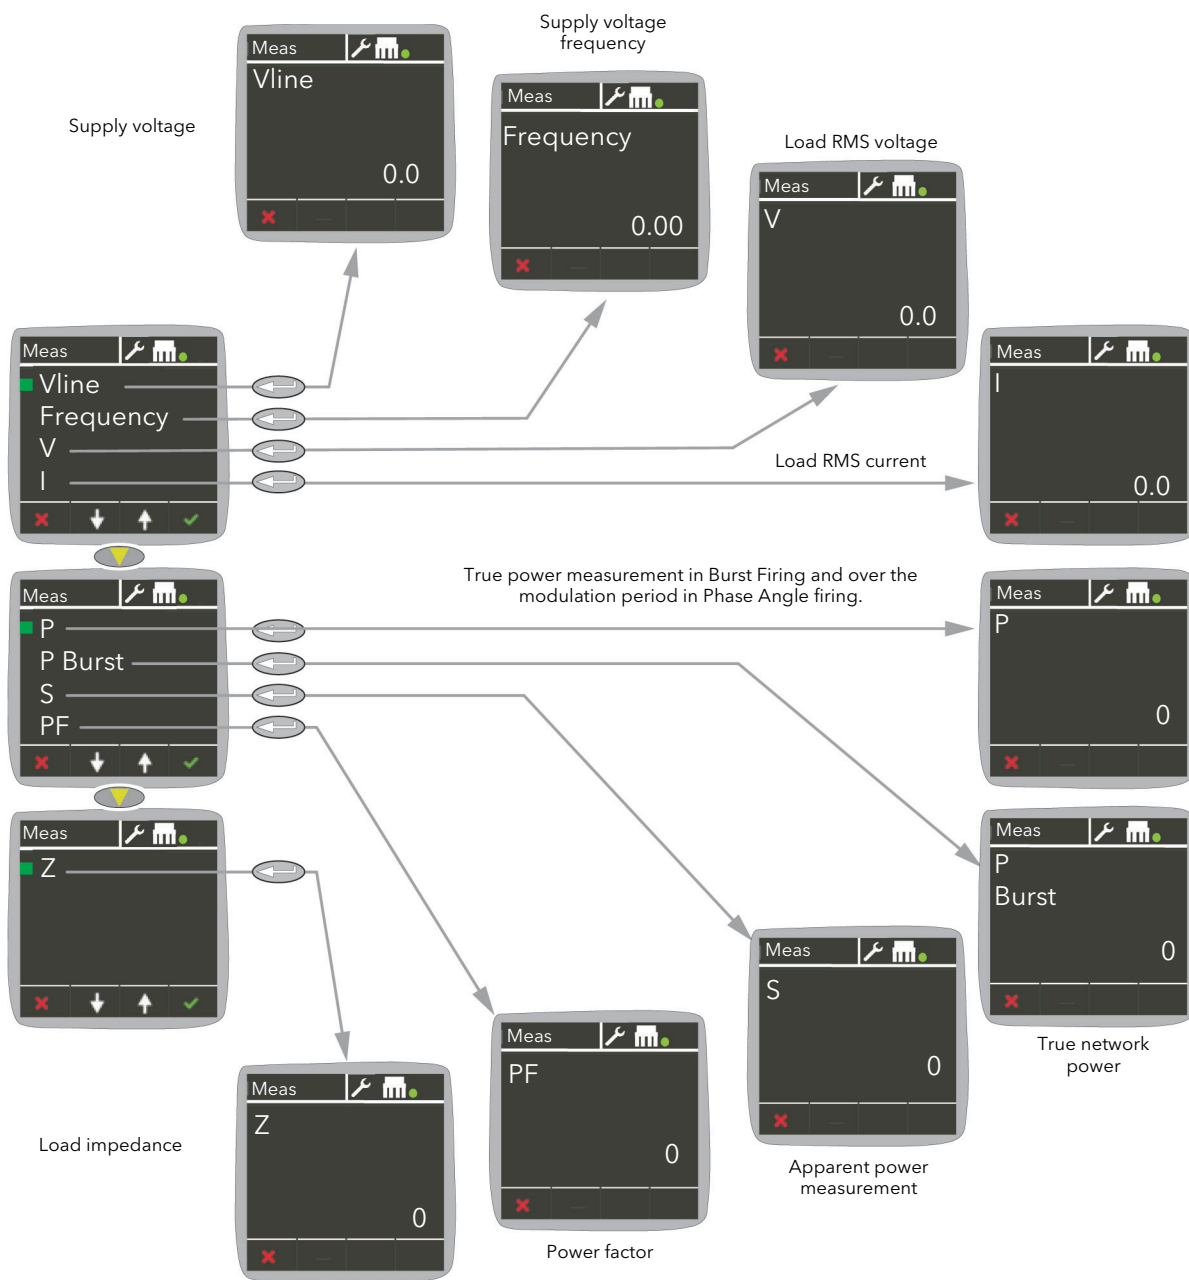 Supply voltage
Meas
Vline
0.0
Supply voltage
frequency
Meas
Frequency
0.00
Load RMS voltage
Meas
V
0.0
Meas
Vline
Frequency
V
I
Load RMS current
Meas
I
0.0
Meas
P
P Burst
S
PF
True power measurement in Burst Firing and over the
modulation period in Phase Angle firing.
Meas
P
0
Meas
Z
Meas
P
Burst
0
True network
power
Meas
S
0
Apparent power
measurement
Meas
PF
0
Power factor
Load impedance
Meas
Z
0